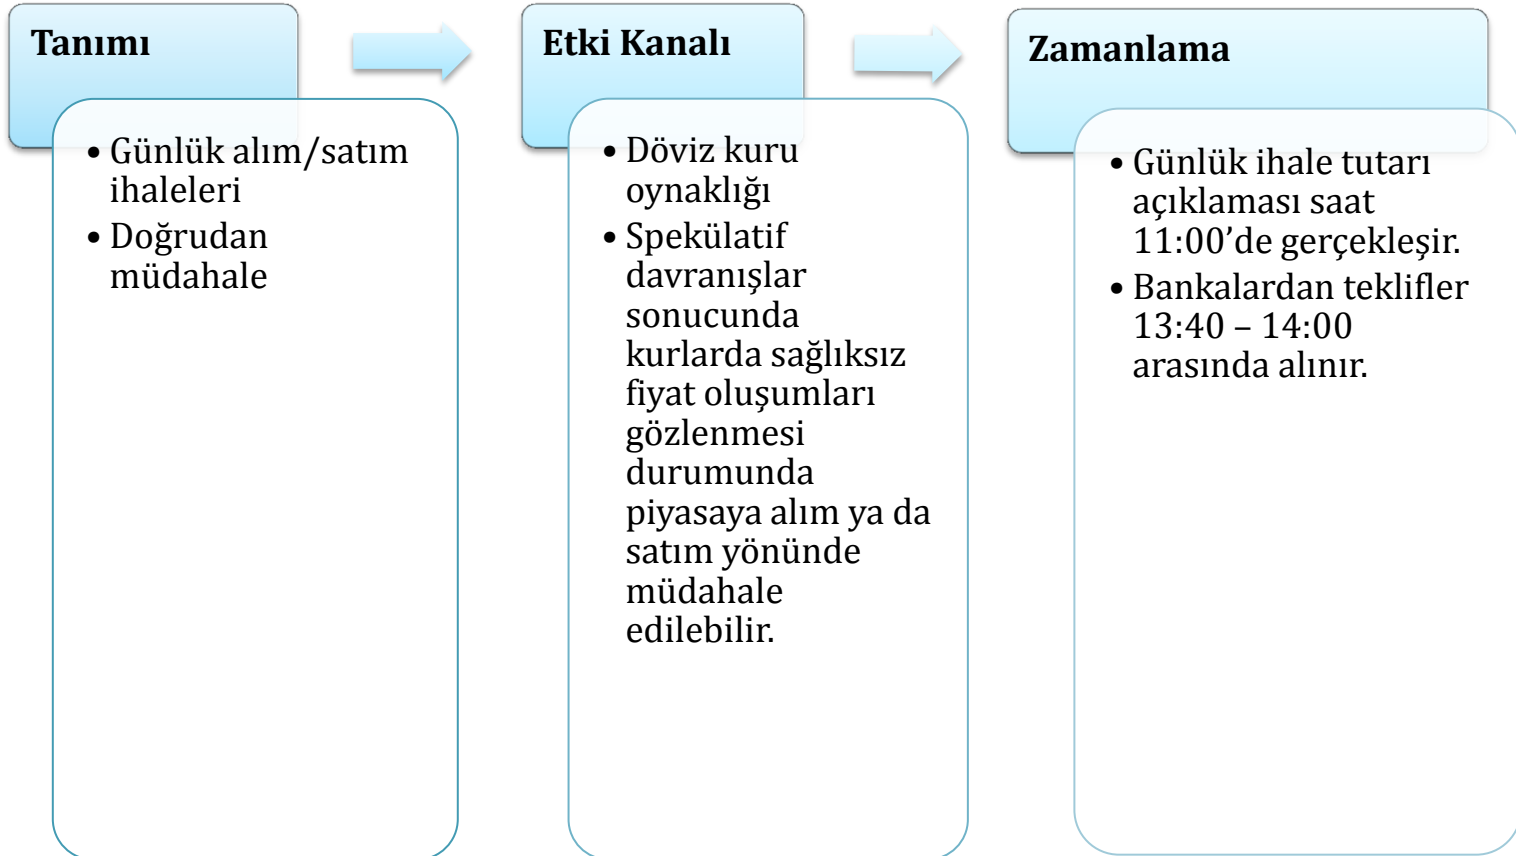 Tanımı
• Günlük alım/satım
ihaleleri
• Doğrudan
müdahale
Etki Kanalı
• Döviz kuru
oynaklığı
• Spekülatif
davranışlar
sonucunda
kurlarda sağlıksız
fiyat oluşumları
gözlenmesi
durumunda
piyasaya alım ya da
satım yönünde
müdahale
edilebilir.
Zamanlama
• Günlük ihale tutarı
açıklaması saat
11:00’de gerçekleşir.
• Bankalardan teklifler
13:40 – 14:00
arasında alınır.